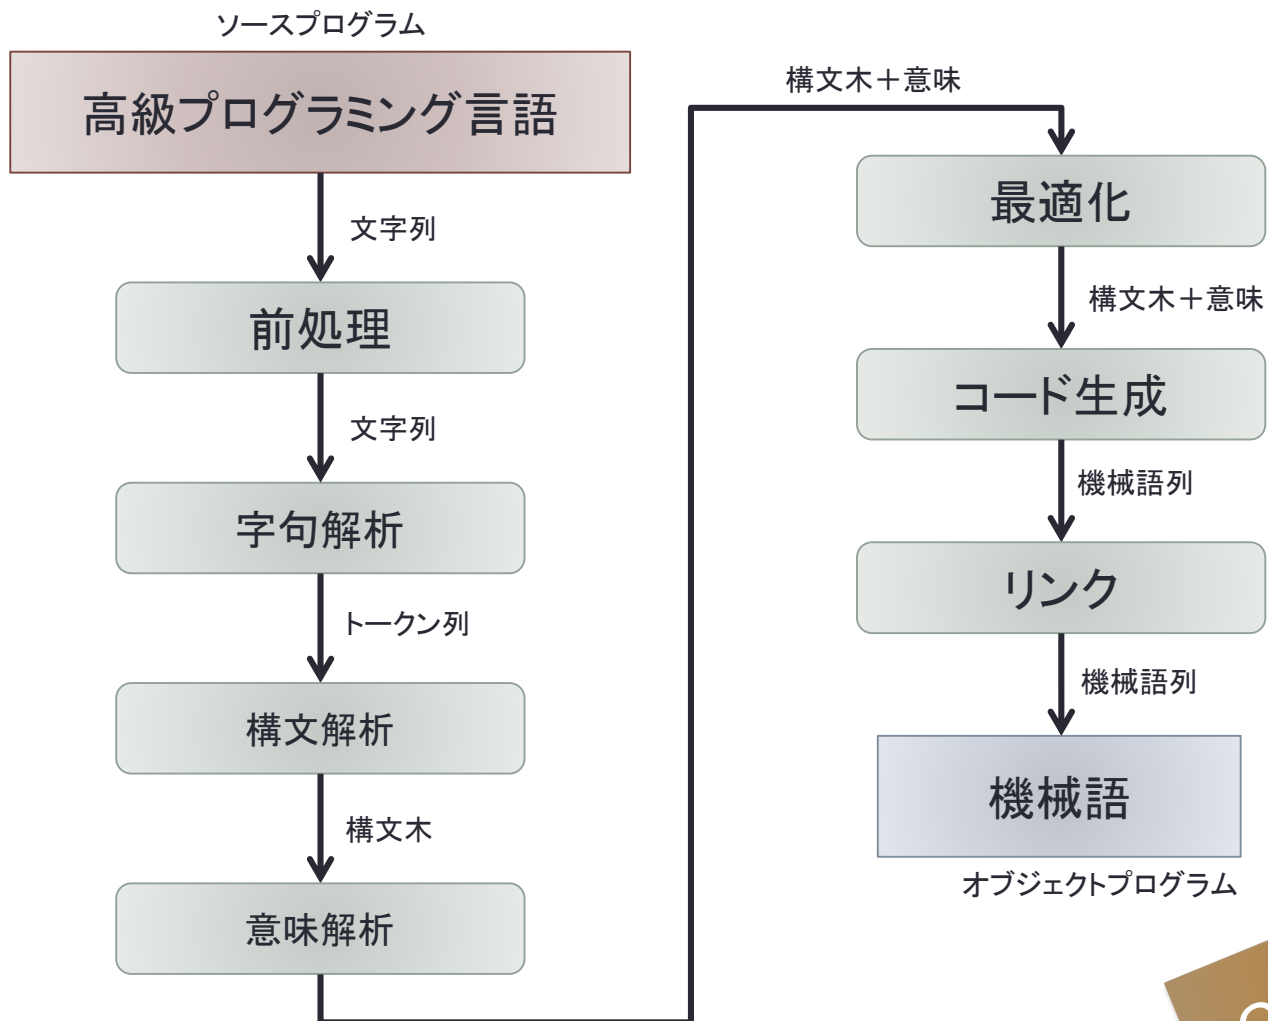 ソースプログラム
高級プログラミング言語
文字列
前処理
文字列
字句解析
トークン列
構文解析
構文木
意味解析
構文木＋意味
最適化
構文木＋意味
コード生成
機械語列
リンク
機械語列
機械語
オブジェクトプログラム